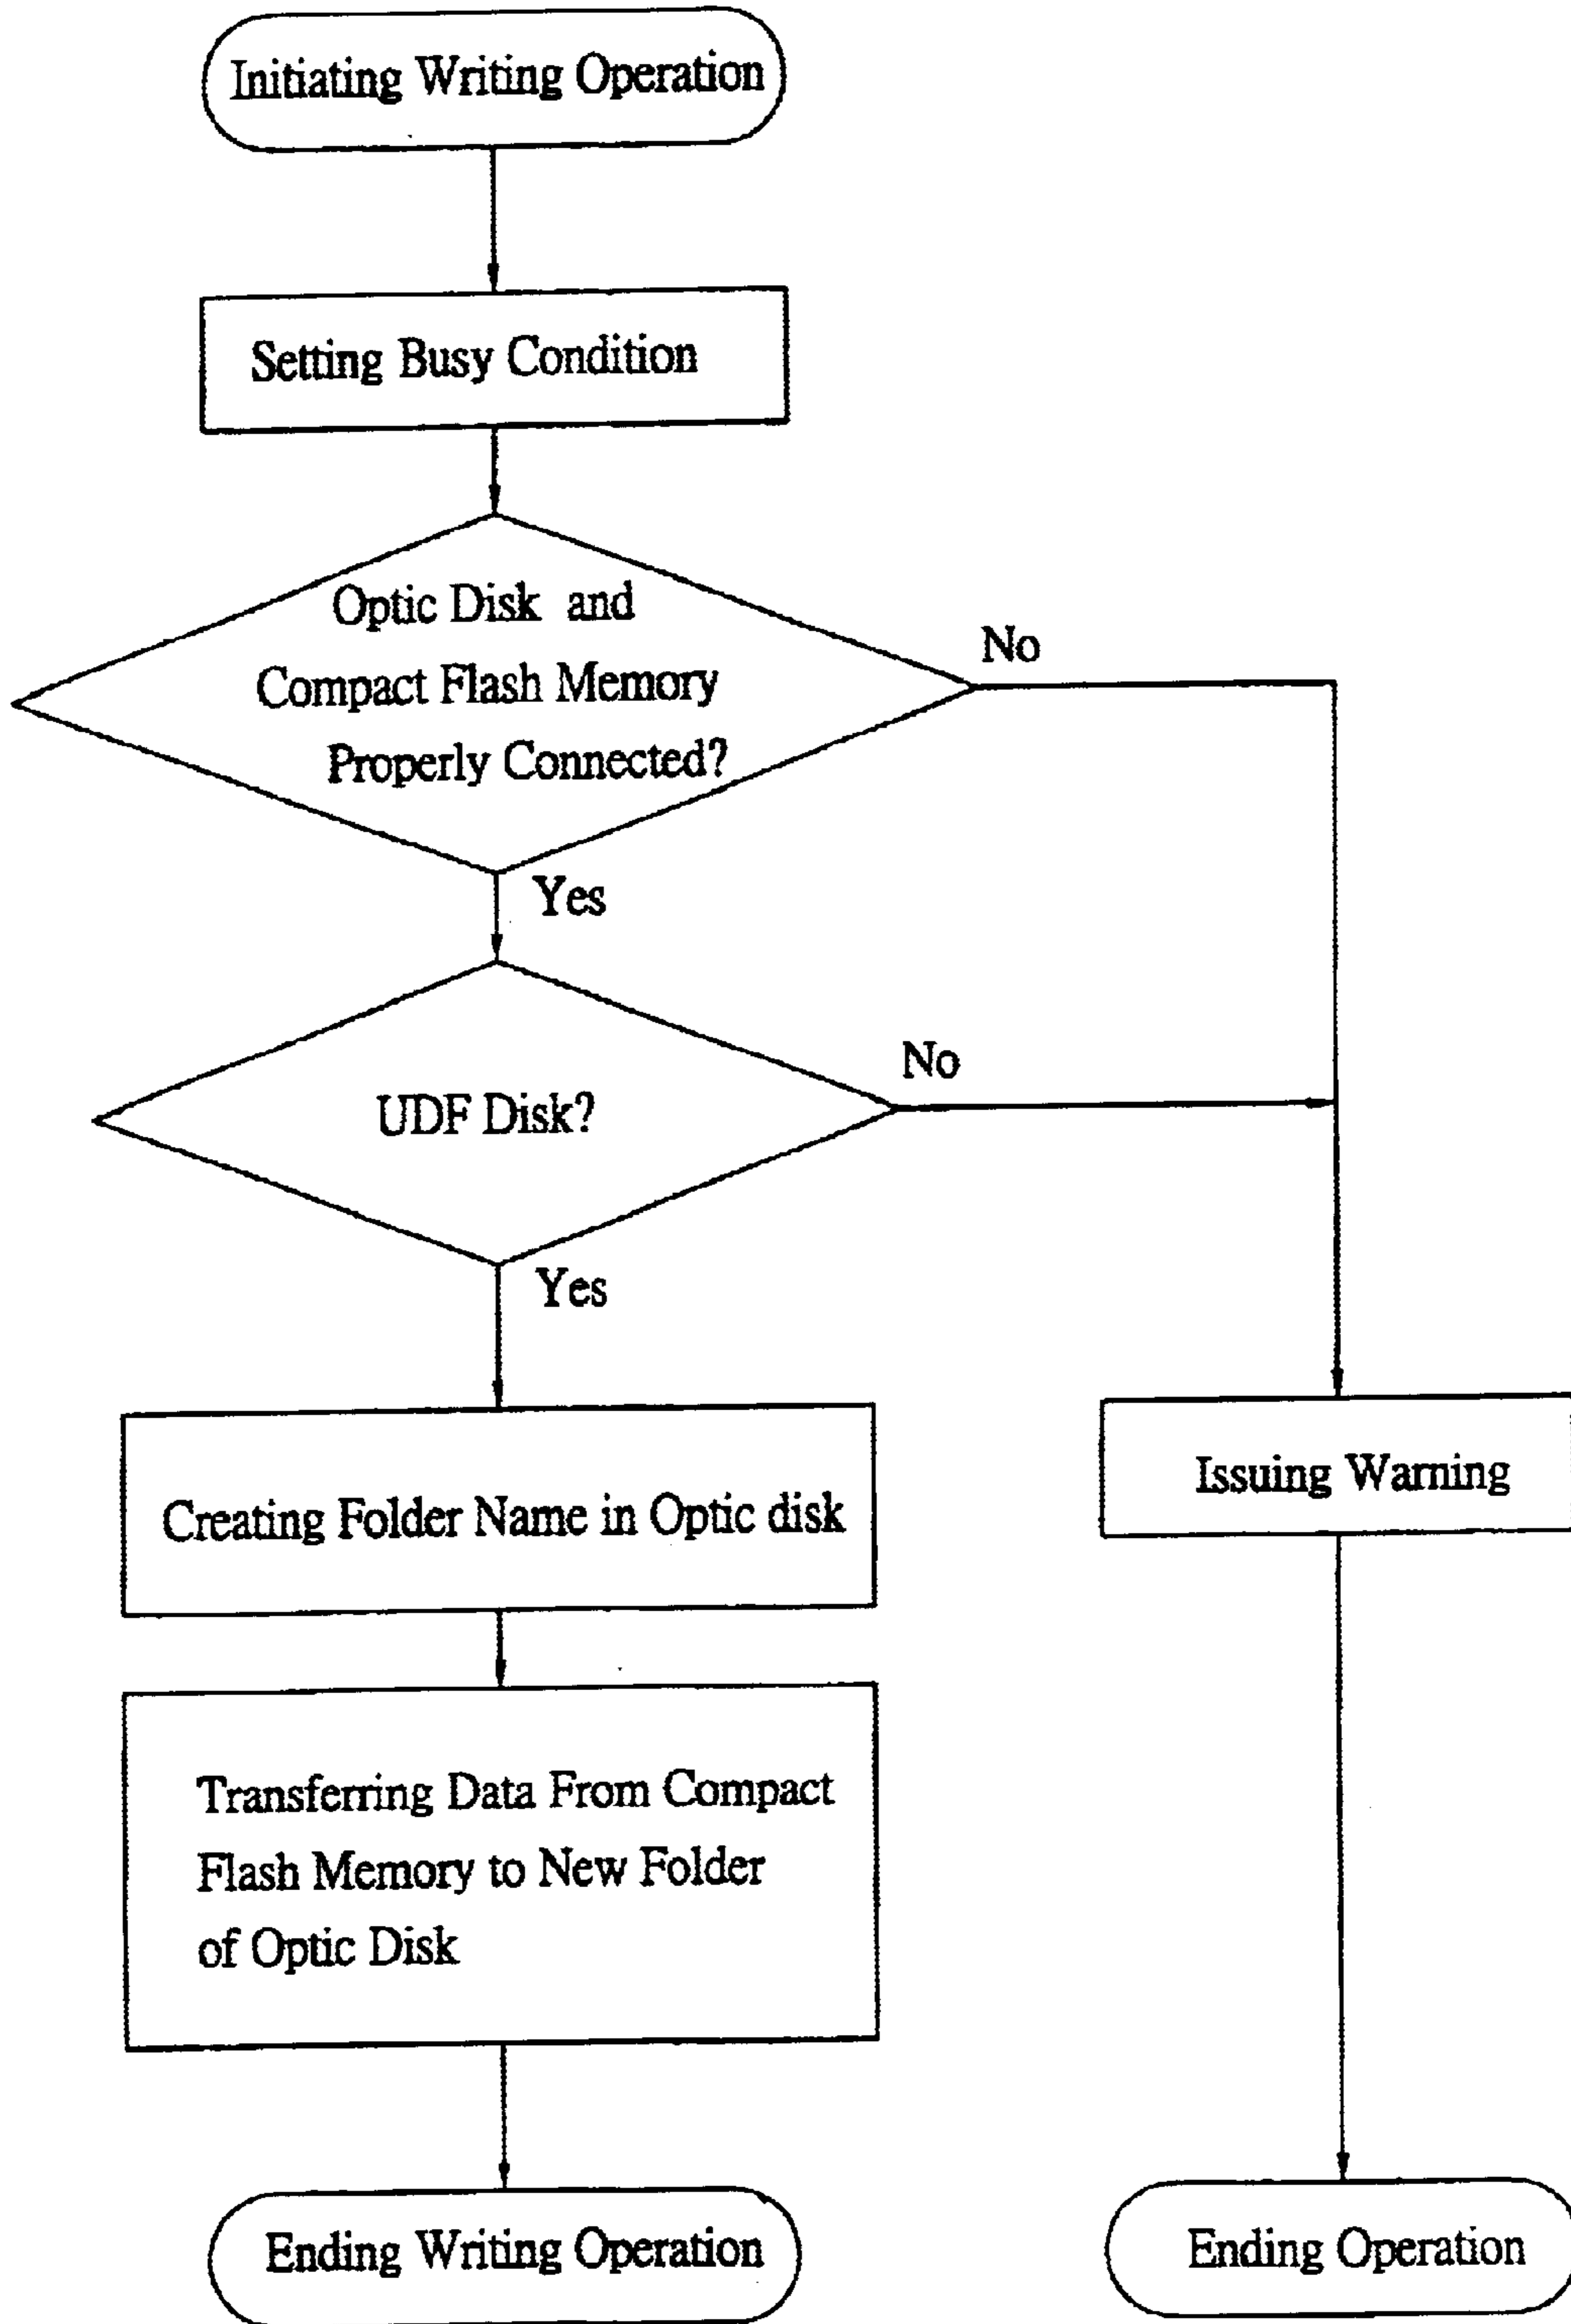 Initiating Writing Operation
Setting Busy Condition
Optic Disk and
Compact Flash Memory
Properly Connected?
No
Yes
UDF Disk?
No
Yes
Creating Folder Name in Optic disk
Issuing Warning
Transferring Data From Compact
Flash Memory to New Folder
of Optic Disk
Ending Writing Operation
Ending Operation